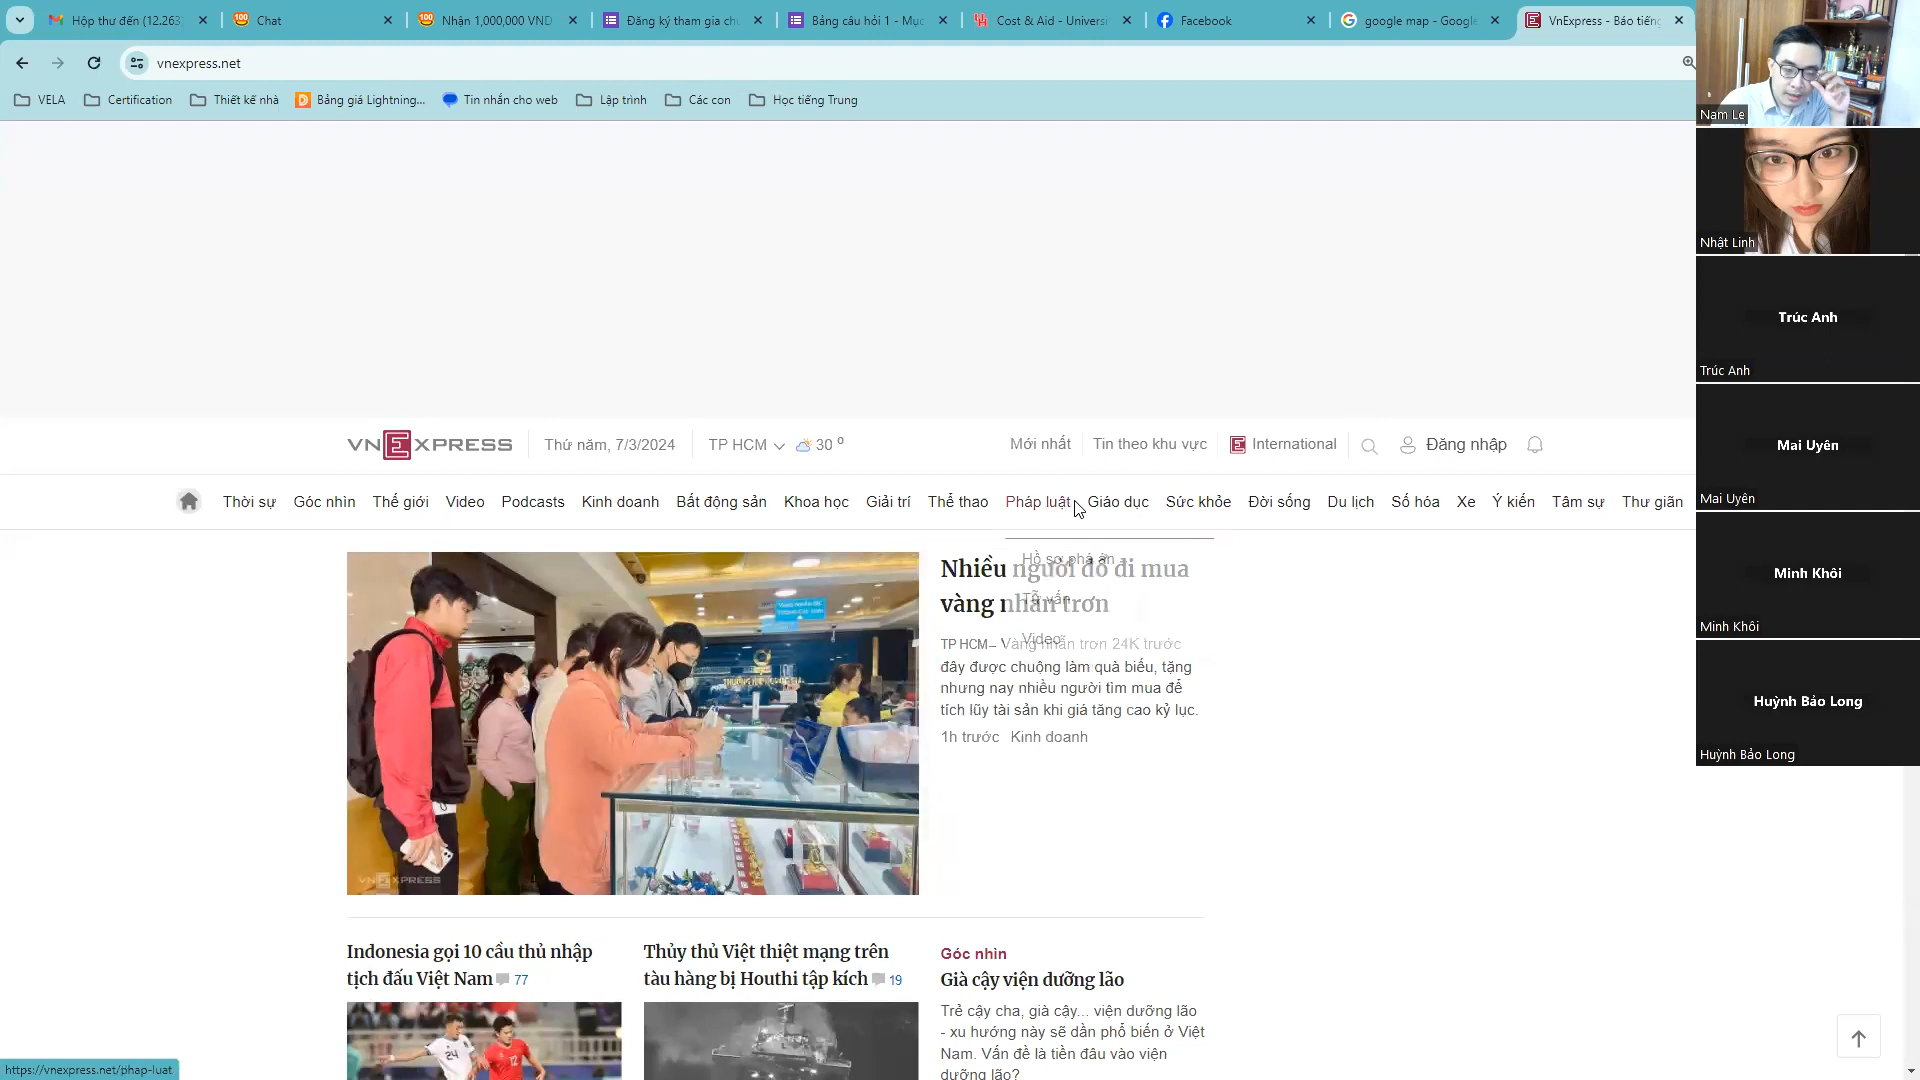 Hộp thư đến (12.263
Chat
Nhận 1,000,000 VND
Đăng ký tham gia chu
Bảng câu hỏi 1 - Mục
Cost & Aid - Universi
Facebook
google map - Google
VnExpress - Báo tiếng
vnexpress.net
VELA
Certification
Thiết kế nhà
Bảng giá Lightning...
Tin nhắn cho web
Lập trình
Các con
Học tiếng Trung
VNEXPRESS
Thứ năm, 7/3/2024
TP HCM
30 º
Mới nhất
Tin theo khu vực
International
Đăng nhập
Thời sự
Góc nhìn
Thế giới
Video
Podcasts
Kinh doanh
Bất động sản
Khoa học
Giải trí
Thể thao
Pháp luật
Giáo dục
Sức khỏe
Đời sống
Du lịch
Số hóa
Xe
Ý kiến
Tâm sự
Thư giãn
Hồ sơ phá án
Tư vấn
Video
Nhiều người đổ đi mua
vàng nhẫn trơn
TP HCM – Vàng nhẫn trơn 24K trước
đây được chuộng làm quà biếu, tặng
nhưng nay nhiều người tìm mua để
tích lũy tài sản khi giá tăng cao kỷ lục.
1h trước Kinh doanh
VNEXPRESS
Indonesia gọi 10 cầu thủ nhập
tịch đấu Việt Nam 77
Thủy thủ Việt thiệt mạng trên
tàu hàng bị Houthi tập kích 19
Góc nhìn
Già cậy viện dưỡng lão
Trẻ cậy cha, già cậy... viện dưỡng lão
- xu hướng này sẽ dần phổ biến ở Việt
Nam. Vấn đề là tiền đâu vào viện
dưỡng lão?
24
12
https://vnexpress.net/phap-luat
Nam Le
Nhật Linh
Trúc Anh
Trúc Anh
Mai Uyên
Mai Uyên
Minh Khôi
Minh Khôi
Huỳnh Bảo Long
Huỳnh Bảo Long